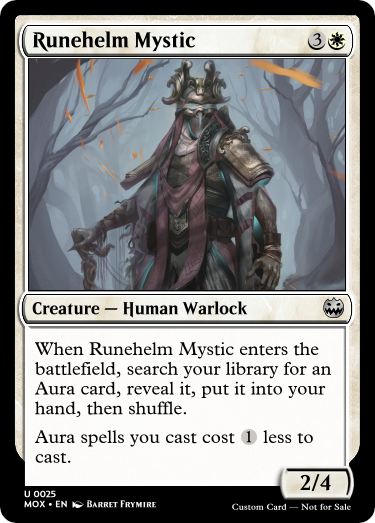 Runehelm Mystic 3
Creature — Human Warlock
When Runehelm Mystic enters the
battlefield, search your library for an
Aura card, reveal it, put it into your
hand, then shuffle.
Aura spells you cast cost 1 less to
cast.
2/4
U 0025
MOX • EN Barret Frymire
Custom Card — Not for Sale